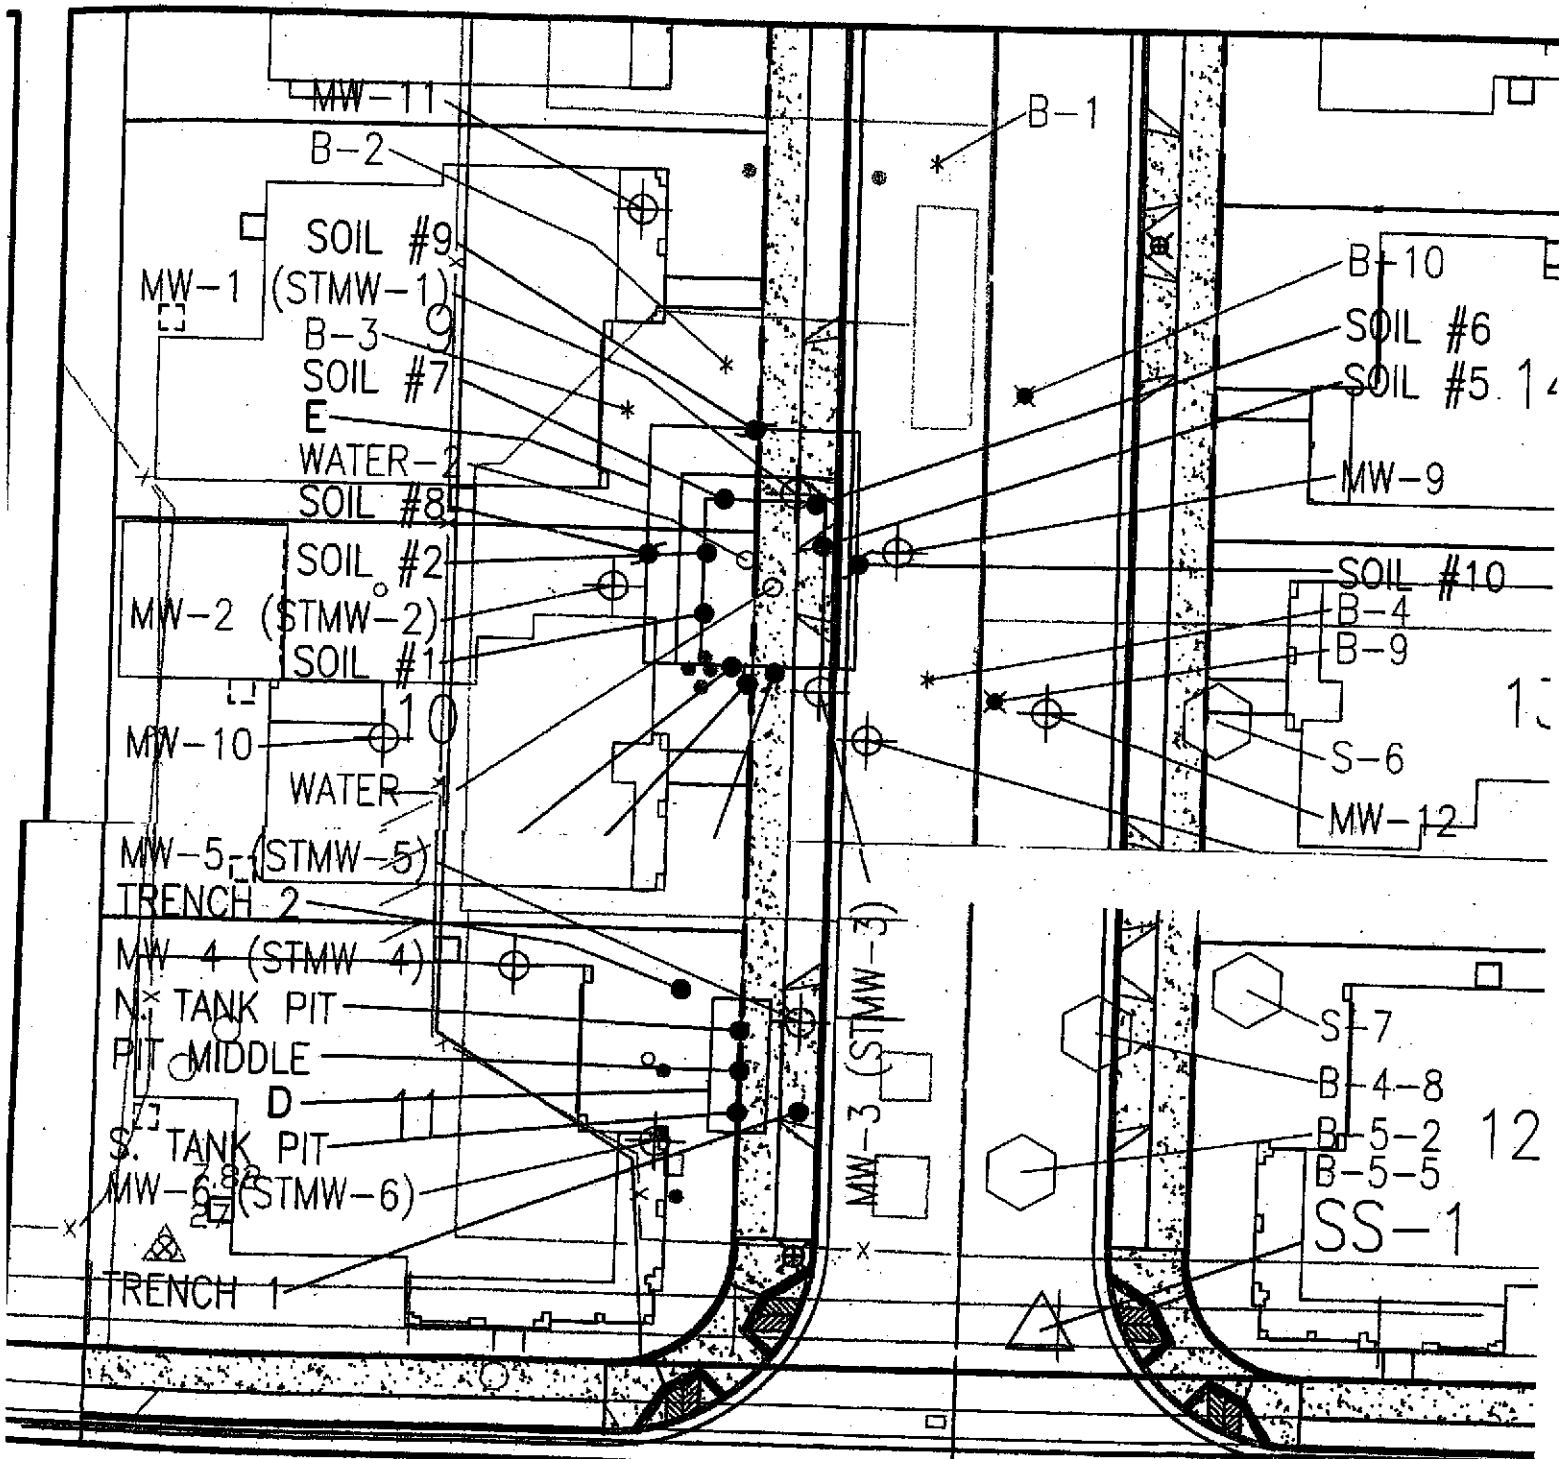 MW-11
B-2
B-1
SOIL #9
MW-1 (STMW-1)
9
B-3
SOIL #7
E
WATER-2
SOIL #8
SOIL #2
MW-2 (STMW-2)
SOIL #1
10
MW-10
WATER
B-10
SOIL #6
SOIL #5
14
MW-9
SOIL #10
B-4
B-9
S-6
MW-12
MW-5 (STMW-5)
TRENCH 2
MW 4 (STMW 4)
N. TANK PIT
PIT MIDDLE
D
11
S. TANK PIT
MW-6 (STMW-6)
27
TRENCH 1
MW-3 (STMW-3)
S-7
B-4-8
B-5-2
12
B-5-5
SS-1